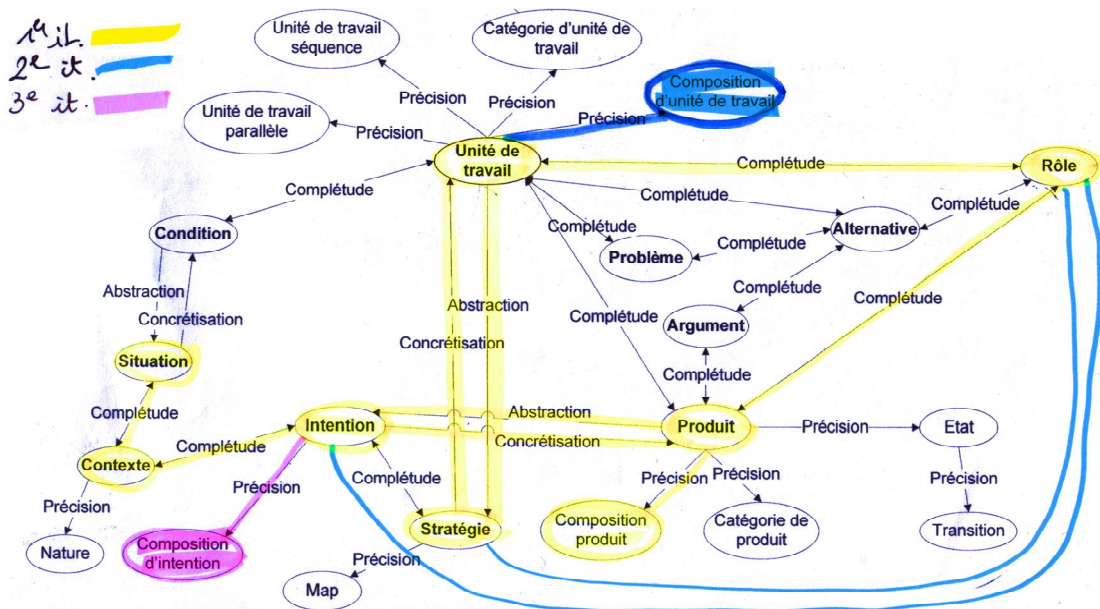 1è it.
2e it.
3e it.
Unité de travail
séquence
Catégorie d'unité de
travail
Composition
d'unité de travail
Précision
Précision
Précision
Unité de travail
parallèle
Précision
Unité de
travail
Complétude
Rôle
Complétude
Complétude
Complétude
Condition
Complétude
Alternative
Problème
Complétude
Abstraction
Abstraction
Complétude
Complétude
Concrétisation
Complétude
Argument
Concrétisation
Situation
Complétude
Complétude
Abstraction
Intention
Produit
Précision
Etat
Complétude
Concrétisation
Contexte
Complétude
Précision
Précision
Précision
Précision
Précision
Nature
Composition
d'intention
Stratégie
Composition
produit
Catégorie de
produit
Transition
Précision
Map